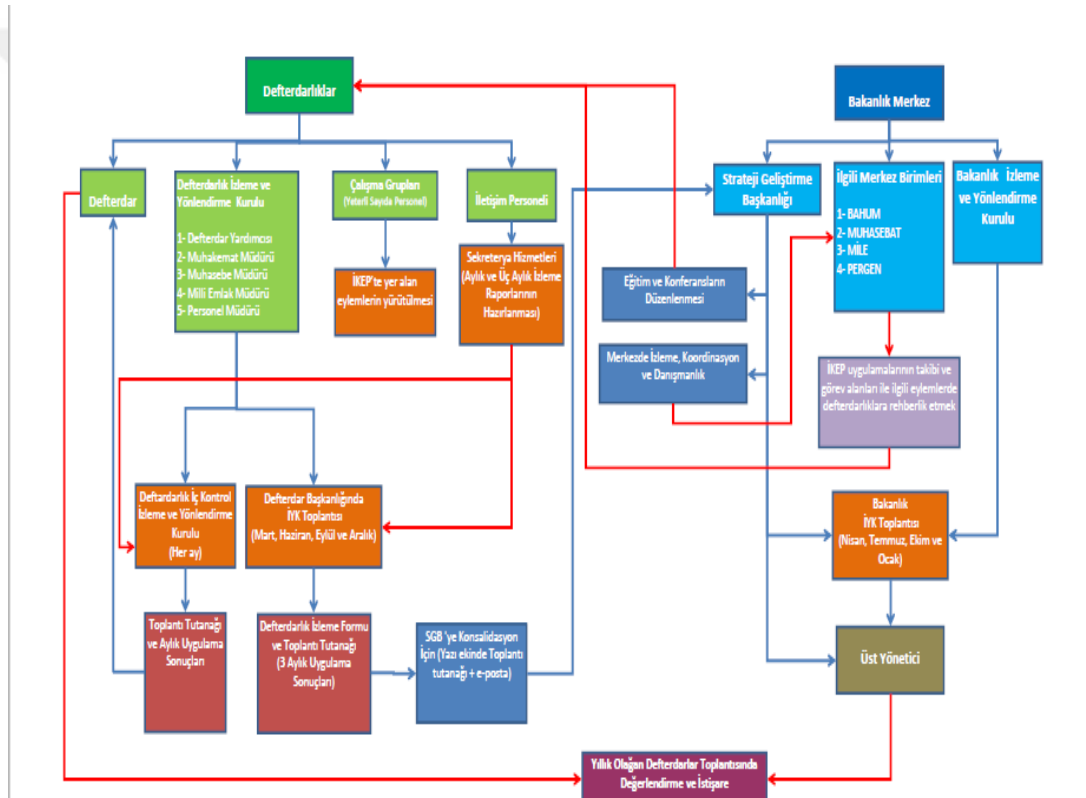 Defterdarlıklar
Bakanlık Merkez
Defterdar
Defterdarlık İzleme ve
Yönlendirme Kurulu
1- Defterdar Yardımcısı
2- Muhakemat Müdürü
3- Muhasebe Müdürü
4- Milli Emlak Müdürü
5- Personel Müdürü
Çalışma Grupları
(Yeterli Sayıda Personel)
İletişim Personeli
Strateji Geliştirme
Başkanlığı
İlgili Merkez Birimleri
1- BAHUM
2- MUHASEBAT
3- MİLE
4- PERGEN
Bakanlık İzleme
ve Yönlendirme
Kurulu
İKEP'te yer alan
eylemlerin yürütülmesi
Sekreterya Hizmetleri
(Aylık ve Üç Aylık İzleme
Raporlarının
Hazırlanması)
Eğitim ve Konferansların
Düzenlenmesi
Merkezde İzleme, Koordinasyon
ve Danışmanlık
İKEP uygulamalarının takibi ve
görev alanları ile ilgili eylemlerde
defterdarlıklara rehberlik etmek
Deftardarlık İç Kontrol
İzleme ve Yönlendirme
Kurulu
(Her ay)
Defterdar Başkanlığında
İYK Toplantısı
(Mart, Haziran, Eylül ve Aralık)
Bakanlık
İYK Toplantısı
(Nisan, Temmuz, Ekim ve
Ocak)
Toplantı Tutanağı
ve Aylık Uygulama
Sonuçları
Defterdarlık İzleme Formu
ve Toplantı Tutanağı
(3 Aylık Uygulama
Sonuçları)
SGB 'ye Konsalidasyon
İçin (Yazı ekinde Toplantı
tutanağı + e-posta)
Üst Yönetici
Yıllık Olağan Defterdarlar Toplantısında
Değerlendirme ve İstişare